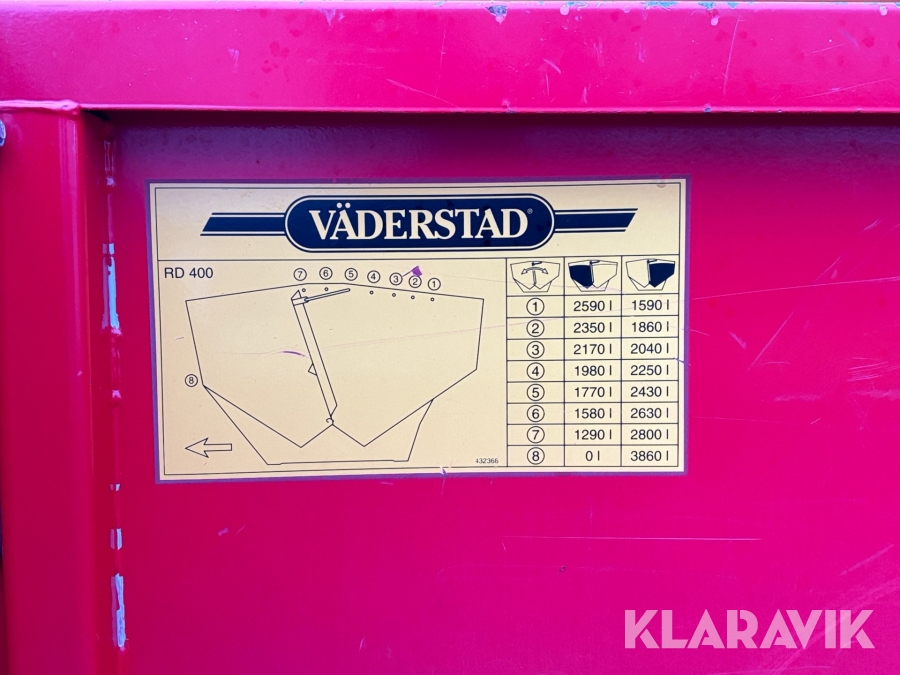 VÄDERSTAD®
RD 400
⑦ ⑥ ⑤ ④ ③ ② ①
⑧
432366
① 2590 l 1590 l
② 2350 l 1860 l
③ 2170 l 2040 l
④ 1980 l 2250 l
⑤ 1770 l 2430 l
⑥ 1580 l 2630 l
⑦ 1290 l 2800 l
⑧ 0 l 3860 l
KLARAVIK